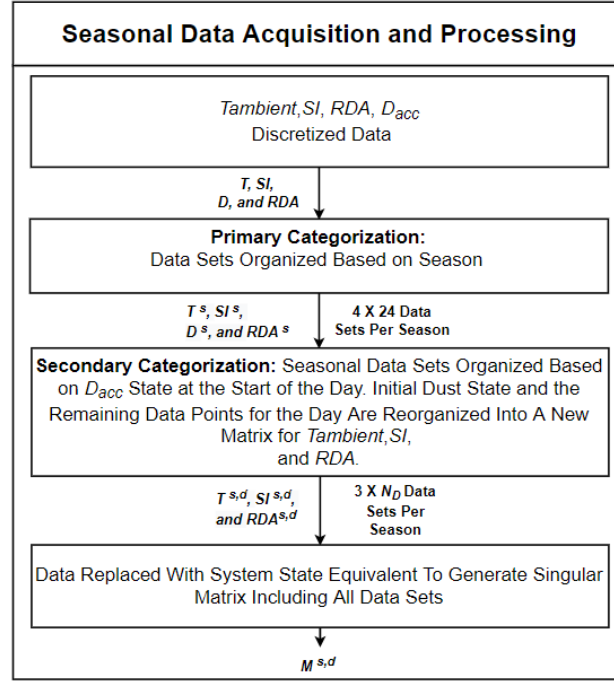 Seasonal Data Acquisition and Processing
Tambient,SI, RDA, D_acc
Discretized Data
T, SI,
D, and RDA
Primary Categorization:
Data Sets Organized Based on Season
T^s, SI^s,
D^s, and RDA^s
4 X 24 Data
Sets Per Season
Secondary Categorization: Seasonal Data Sets Organized Based
on D_acc State at the Start of the Day. Initial Dust State and the
Remaining Data Points for the Day Are Reorganized Into A New
Matrix for Tambient,SI,
and RDA.
T^s,d, SI^s,d,
and RDA^s,d
3 X N_D Data
Sets Per
Season
Data Replaced With System State Equivalent To Generate Singular
Matrix Including All Data Sets
M^s,d